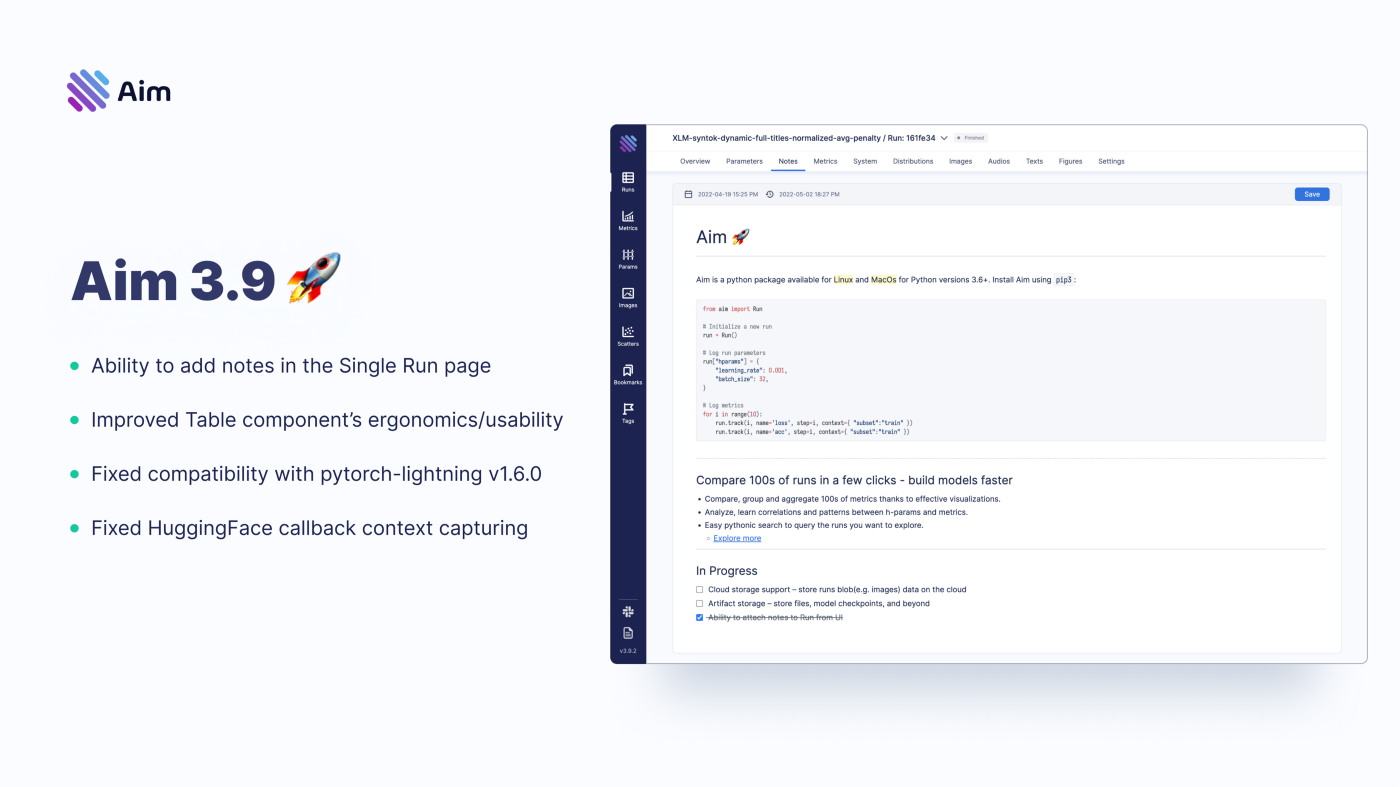 Aim
Aim 3.9 🚀
Ability to add notes in the Single Run page
Improved Table component’s ergonomics/usability
Fixed compatibility with pytorch-lightning v1.6.0
Fixed HuggingFace callback context capturing
XLM-syntok-dynamic-full-titles-normalized-avg-penalty / Run: 161fe34 Finished
Overview Parameters Notes Metrics System Distributions Images Audios Texts Figures Settings
Runs
Metrics
Params
Images
Scatters
Bookmarks
Tags
v3.9.2
2022-04-19 15:25 PM 2022-05-02 18:27 PM Save
Aim 🚀
Aim is a python package available for Linux and MacOs for Python versions 3.6+. Install Aim using pip3 :
from aim import Run
# Initialize a new run
run = Run()
# Log run parameters
run["hparams"] = {
"learning_rate": 0.001,
"batch_size": 32,
}
# Log metrics
for i in range(10):
run.track(i, name='loss', step=i, context={ "subset":"train" })
run.track(i, name='acc', step=i, context={ "subset":"train" })
Compare 100s of runs in a few clicks - build models faster
• Compare, group and aggregate 100s of metrics thanks to effective visualizations.
• Analyze, learn correlations and patterns between h-params and metrics.
• Easy pythonic search to query the runs you want to explore.
Explore more
In Progress
Cloud storage support – store runs blob(e.g. images) data on the cloud
Artifact storage – store files, model checkpoints, and beyond
Ability to attach notes to Run from UI